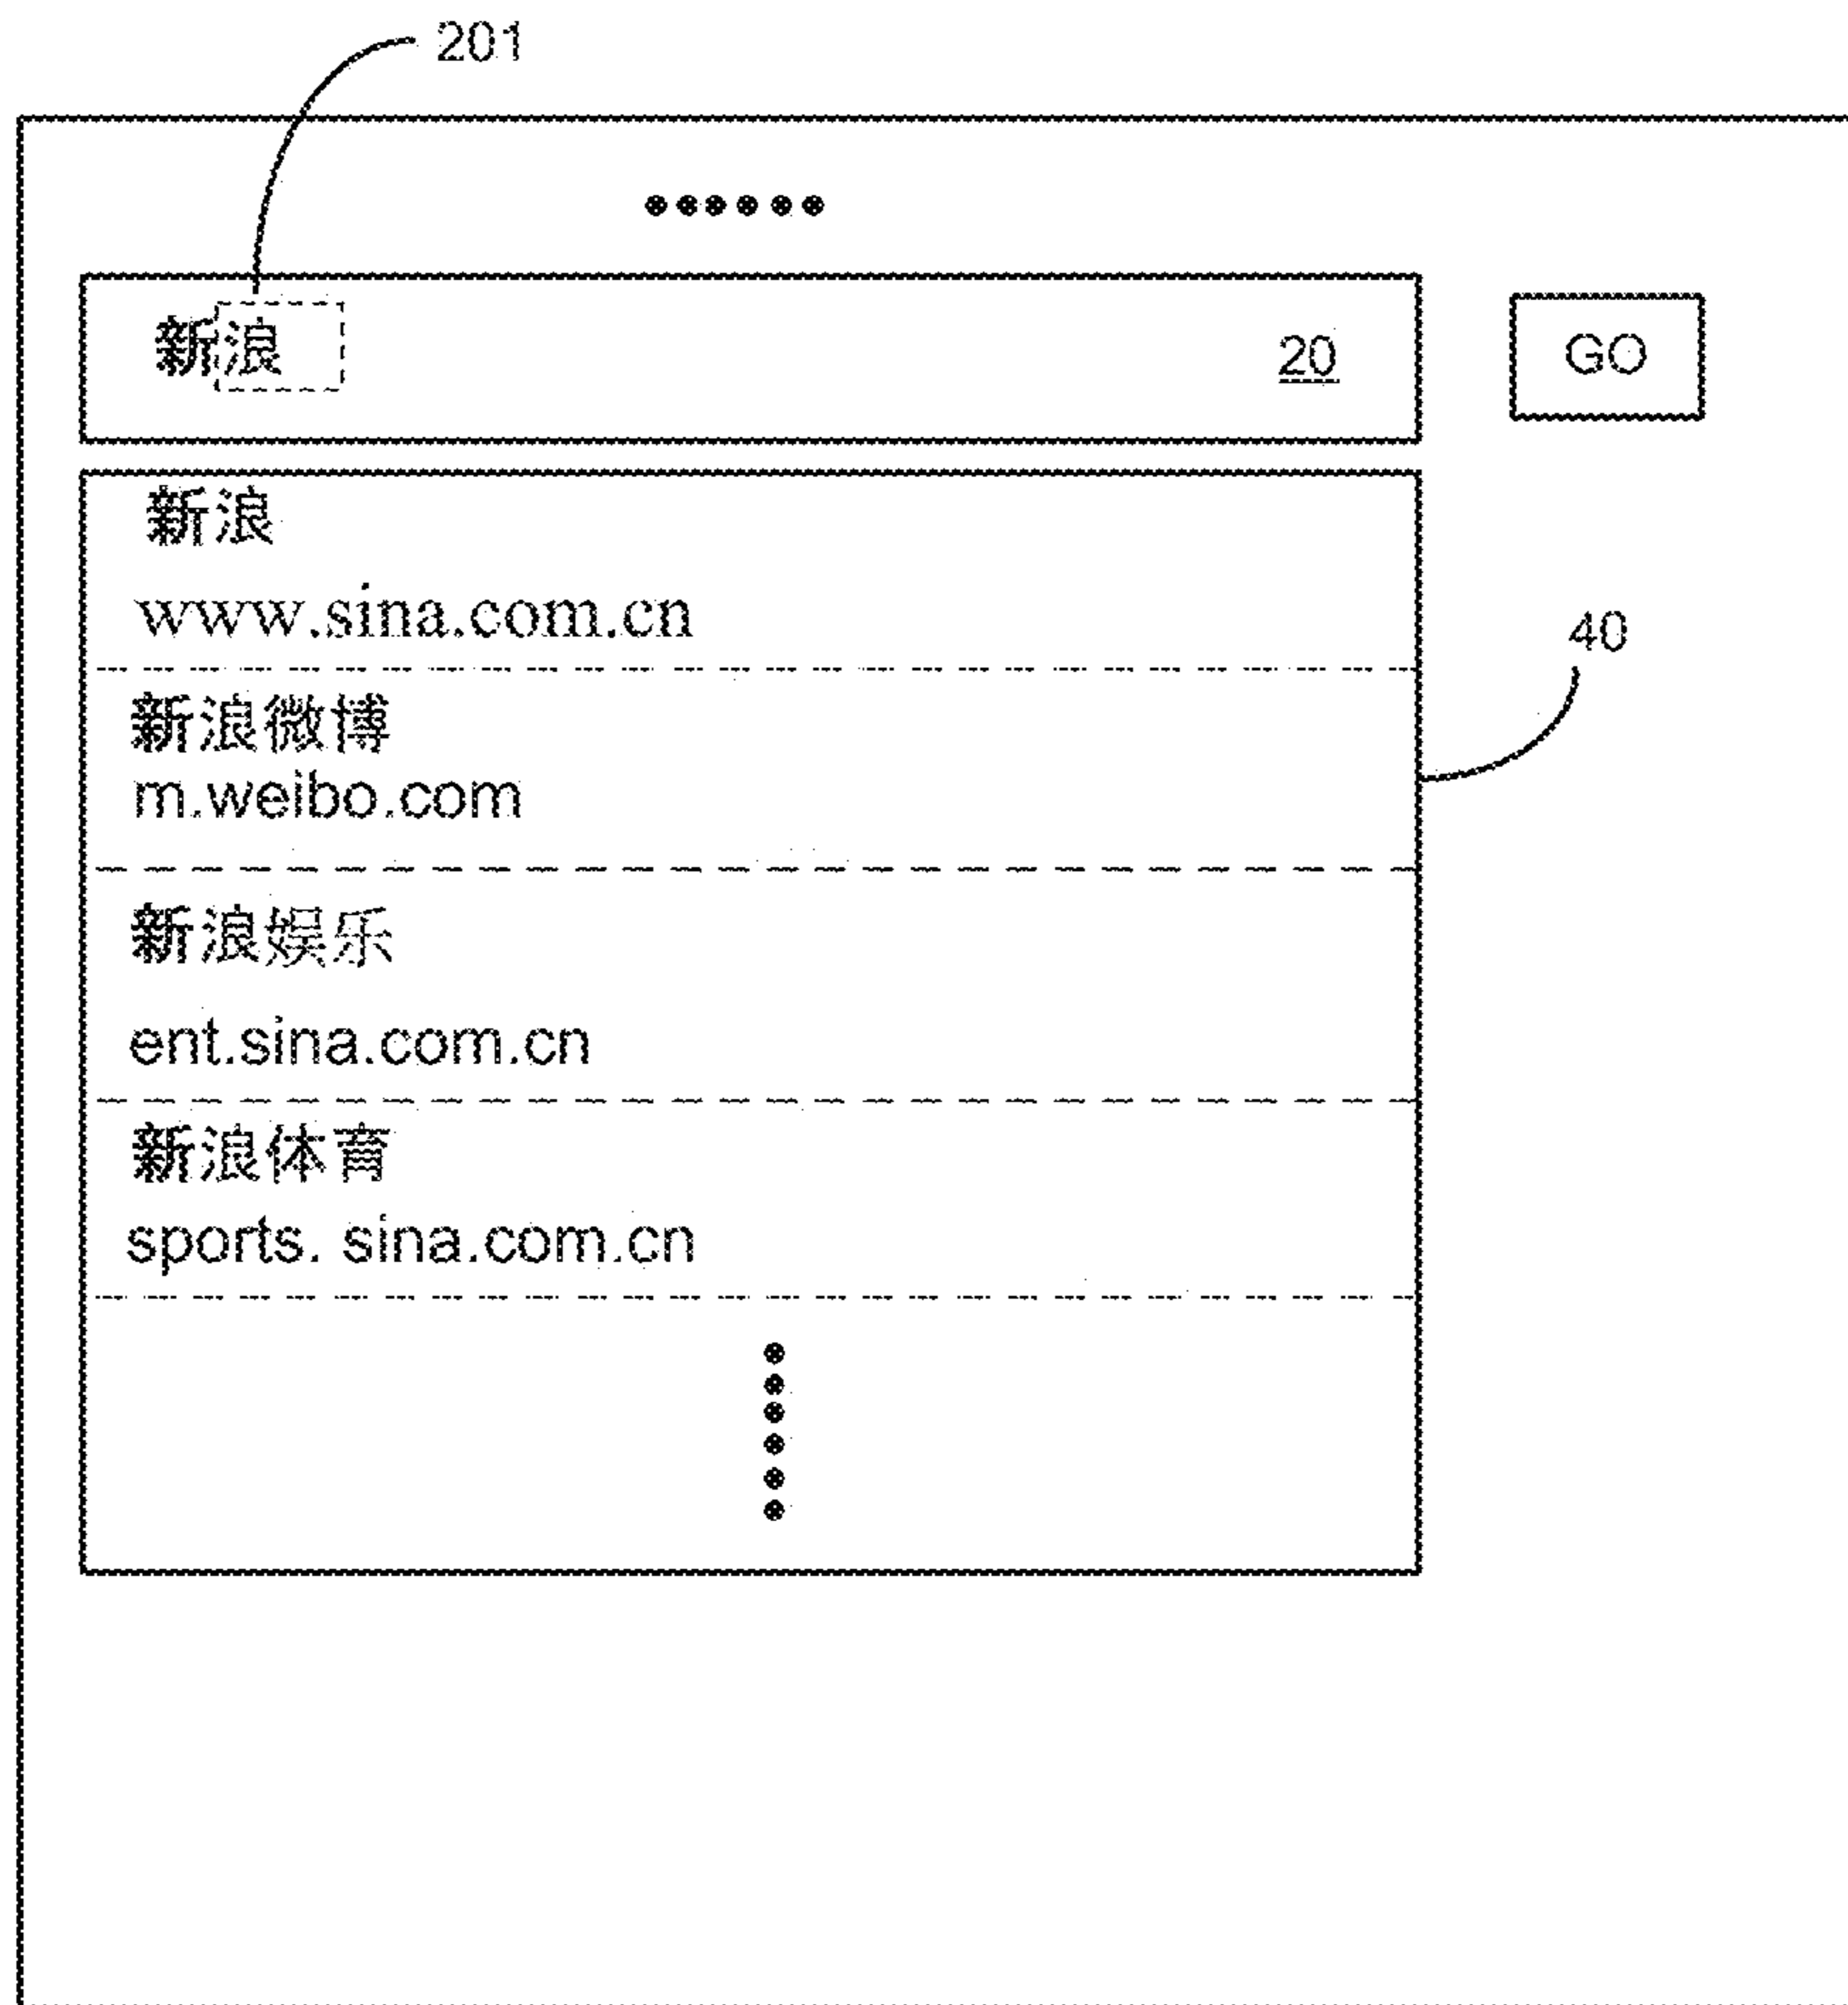 201
新浪
20
GO
新浪
www.sina.com.cn
40
新浪微博
m.weibo.com
新浪娱乐
ent.sina.com.cn
新浪体育
sports. sina.com.cn